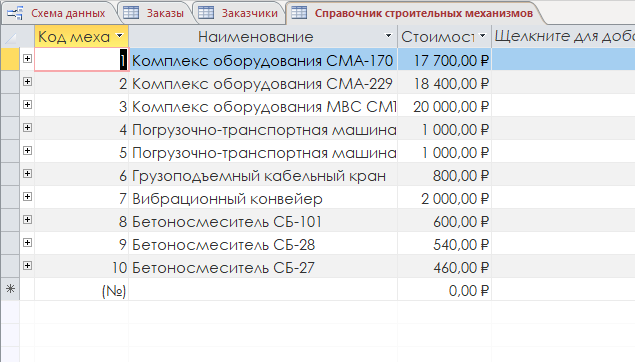 Схема данных Заказы Заказчики Справочник строительных механизмов
Код меха Наименование Стоимост Щелкните для доба
1 Комплекс оборудования СМА-170 17 700,00 ₽
2 Комплекс оборудования СМА-229 18 400,00 ₽
3 Комплекс оборудования МВС СМ1 20 000,00 ₽
4 Погрузочно-транспортная машина 1 000,00 ₽
5 Погрузочно-транспортная машина 1 000,00 ₽
6 Грузоподъемный кабельный кран 800,00 ₽
7 Вибрационный конвейер 2 000,00 ₽
8 Бетоносмеситель СБ-101 600,00 ₽
9 Бетоносмеситель СБ-28 540,00 ₽
10 Бетоносмеситель СБ-27 460,00 ₽
(№) 0,00 ₽